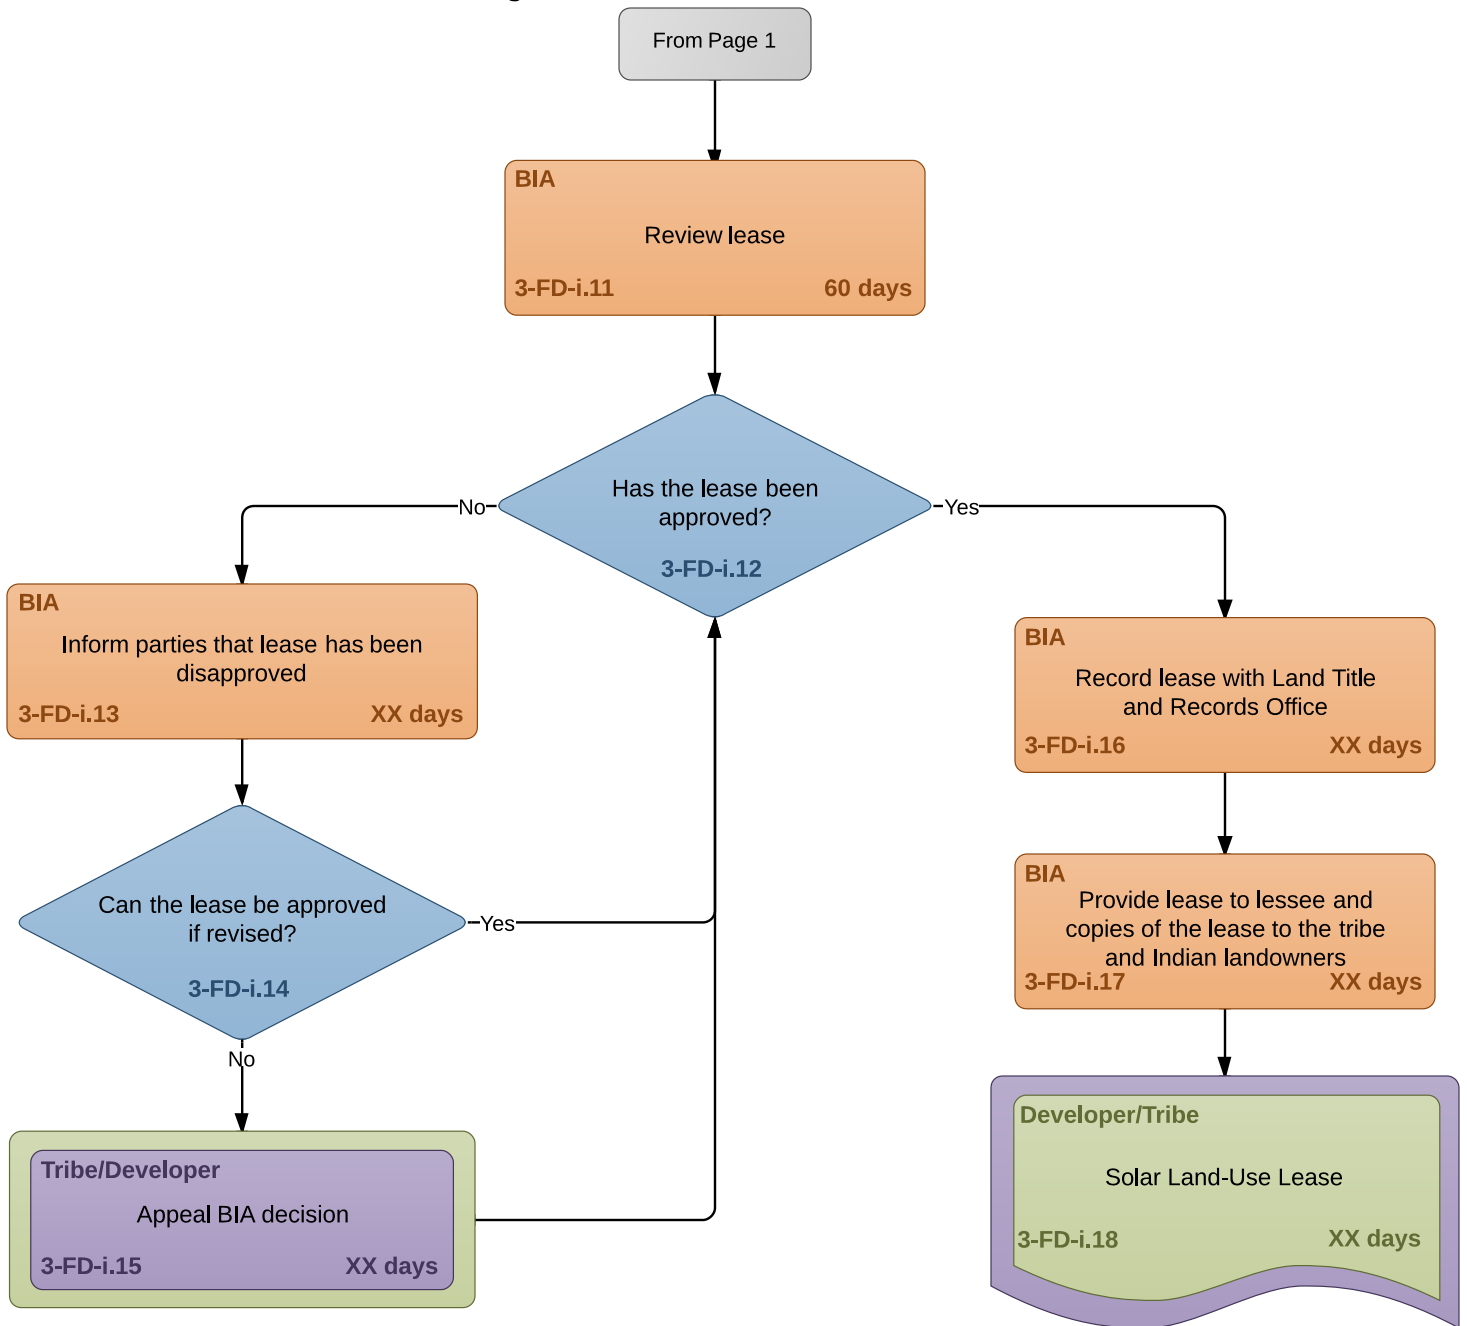 From Page 1
BIA
Review lease
3-FD-i.11 60 days
Has the lease been
approved?
3-FD-i.12
No
Yes
BIA
Inform parties that lease has been
disapproved
3-FD-i.13 XX days
BIA
Record lease with Land Title
and Records Office
3-FD-i.16 XX days
Can the lease be approved
if revised?
3-FD-i.14
Yes
No
BIA
Provide lease to lessee and
copies of the lease to the tribe
and Indian landowners
3-FD-i.17 XX days
Tribe/Developer
Appeal BIA decision
3-FD-i.15 XX days
Developer/Tribe
Solar Land-Use Lease
3-FD-i.18 XX days